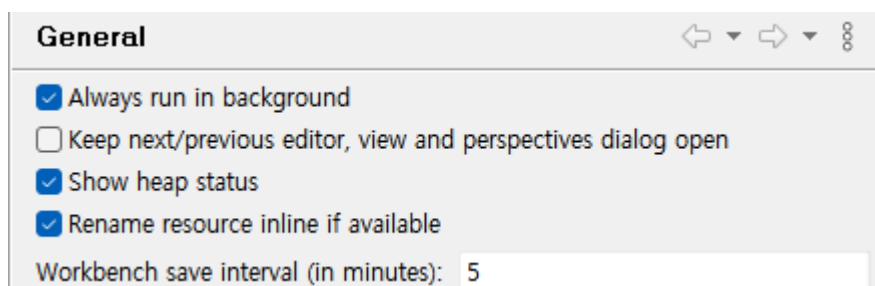 General
Always run in background
Keep next/previous editor, view and perspectives dialog open
Show heap status
Rename resource inline if available
Workbench save interval (in minutes): 5